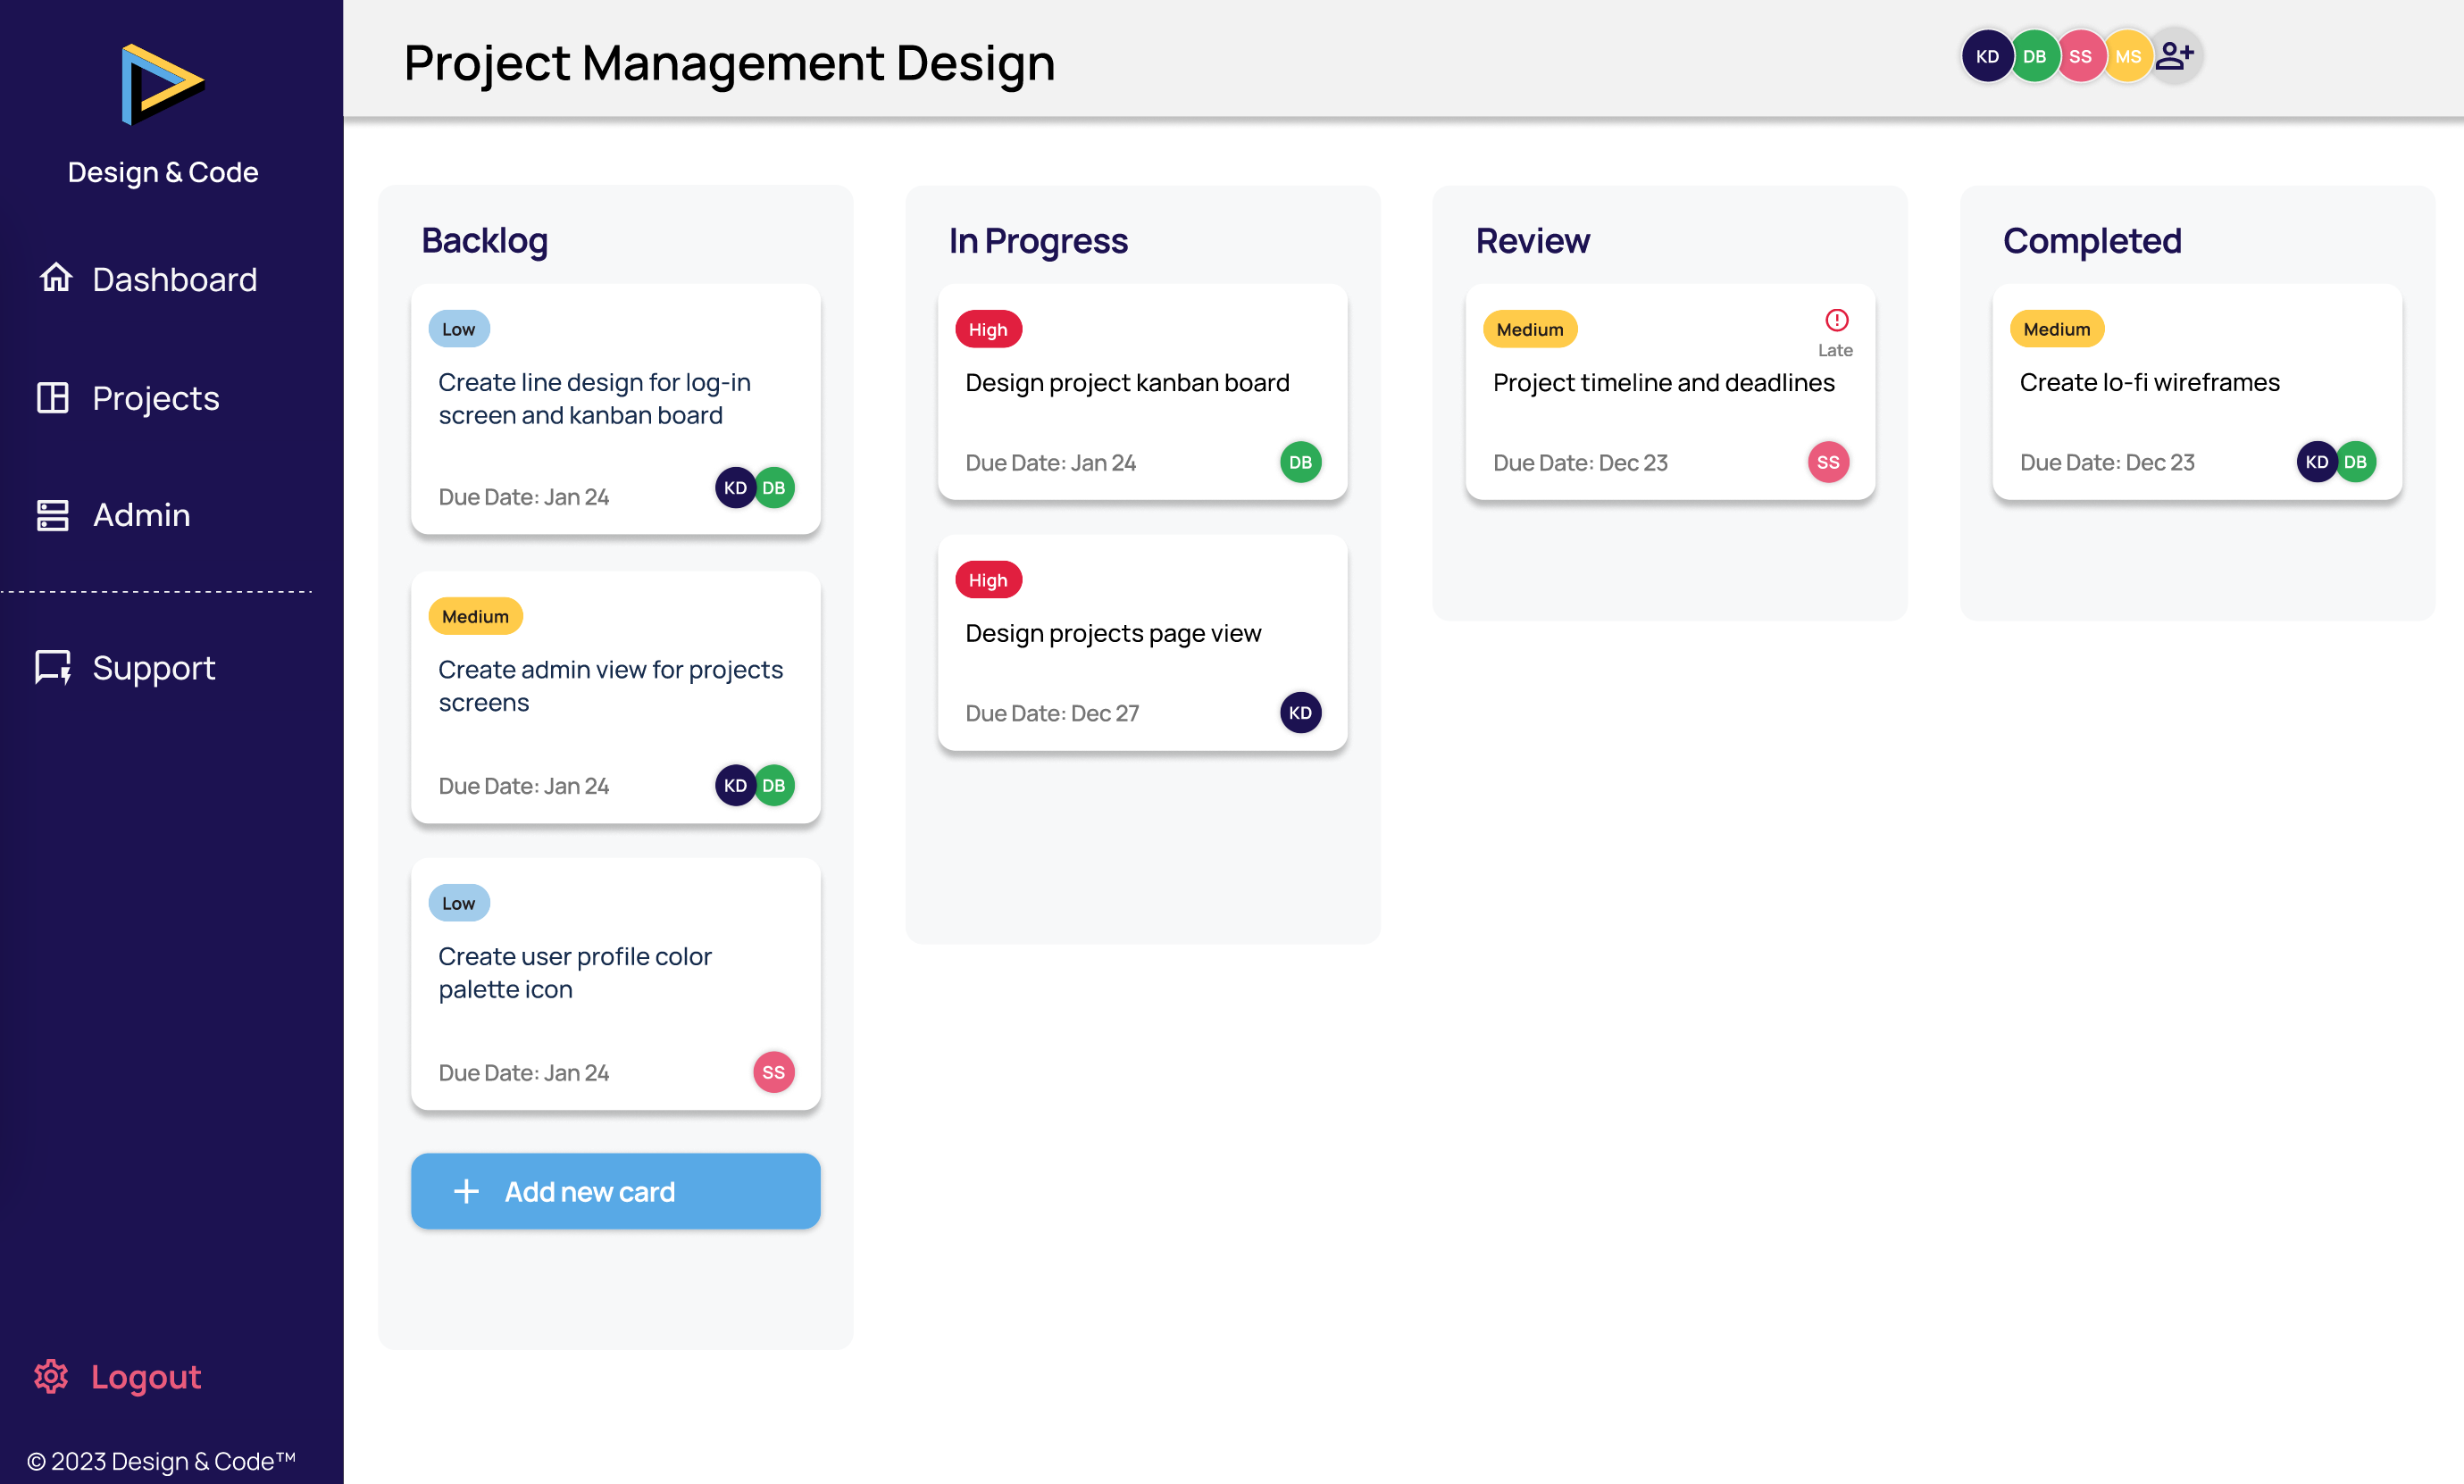 Design & Code
Dashboard
Projects
Admin
Support
Logout
© 2023 Design & Code™
Project Management Design
KD DB SS MS
Backlog
Low
Create line design for log-in
screen and kanban board
Due Date: Jan 24
KD DB
Medium
Create admin view for projects
screens
Due Date: Jan 24
KD DB
Low
Create user profile color
palette icon
Due Date: Jan 24
SS
+ Add new card
In Progress
High
Design project kanban board
Due Date: Jan 24
DB
High
Design projects page view
Due Date: Dec 27
KD
Review
Medium
Late
Project timeline and deadlines
Due Date: Dec 23
SS
Completed
Medium
Create lo-fi wireframes
Due Date: Dec 23
KD DB